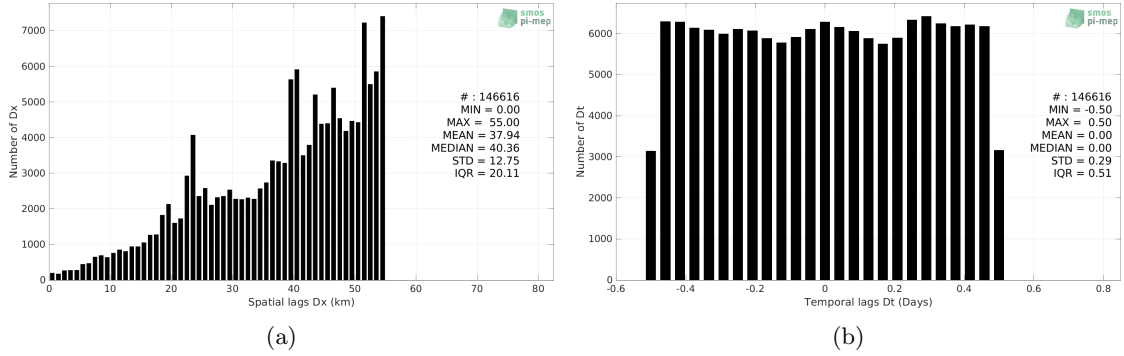 smos
pi-mep
7000
6000
5000
4000
3000
2000
1000
0
Number of Dx
# : 146616
MIN = 0.00
MAX = 55.00
MEAN = 37.94
MEDIAN = 40.36
STD = 12.75
IQR = 20.11
0 10 20 30 40 50 60 70 80
Spatial lags Dx (km)
(a)
smos
pi-mep
6000
5000
4000
3000
2000
1000
0
Number of Dt
# : 146616
MIN = -0.50
MAX = 0.50
MEAN = 0.00
MEDIAN = 0.00
STD = 0.29
IQR = 0.51
-0.6 -0.4 -0.2 0 0.2 0.4 0.6 0.8
Temporal lags Dt (Days)
(b)